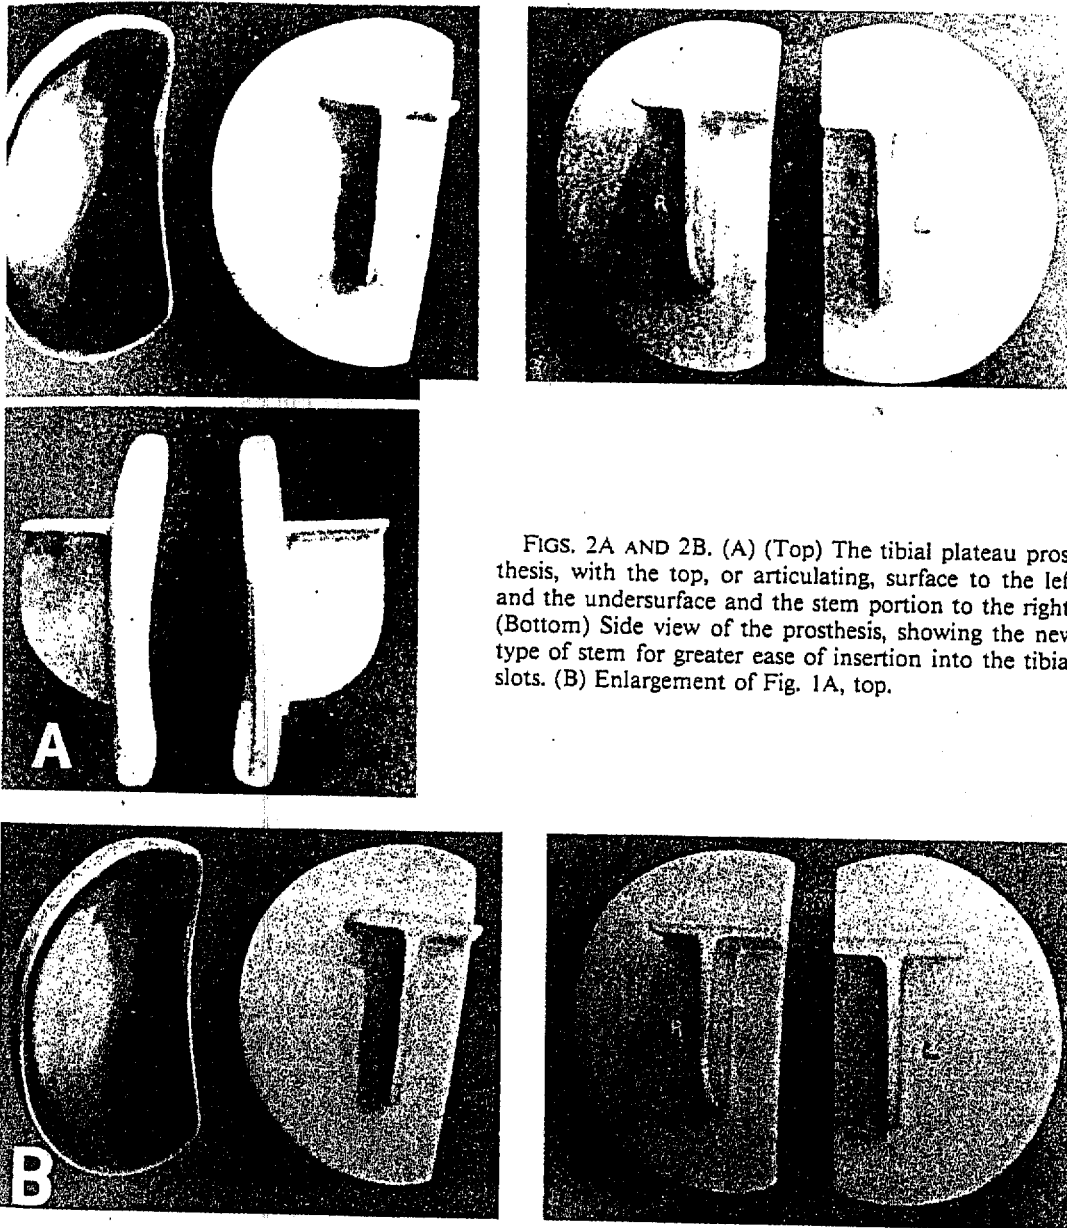 R
L
FIGS. 2A AND 2B. (A) (Top) The tibial plateau pros
thesis, with the top, or articulating, surface to the lef
and the undersurface and the stem portion to the right
(Bottom) Side view of the prosthesis, showing the new
type of stem for greater ease of insertion into the tibia
slots. (B) Enlargement of Fig. 1A, top.
A
R
L
B